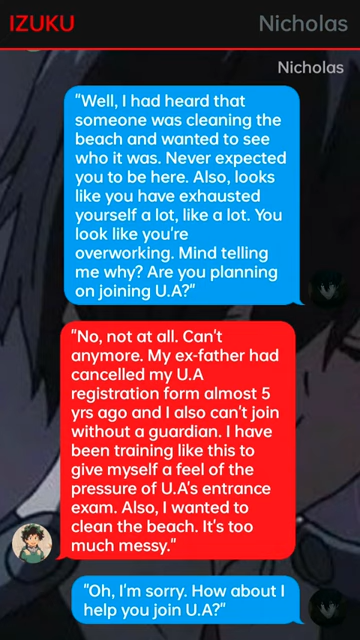 IZUKU
Nicholas
Nicholas
"Well, I had heard that
someone was cleaning the
beach and wanted to see
who it was. Never expected
you to be here. Also, looks
like you have exhausted
yourself a lot, like a lot. You
look like you're
overworking. Mind telling
me why? Are you planning
on joining U.A?"
"No, not at all. Can't
anymore. My ex-father had
cancelled my U.A
registration form almost 5
yrs ago and I also can't join
without a guardian. I have
been training like this to
give myself a feel of the
pressure of U.A's entrance
exam. Also, I wanted to
clean the beach. It's too
much messy."
"Oh, I'm sorry. How about I
help you join U.A?"